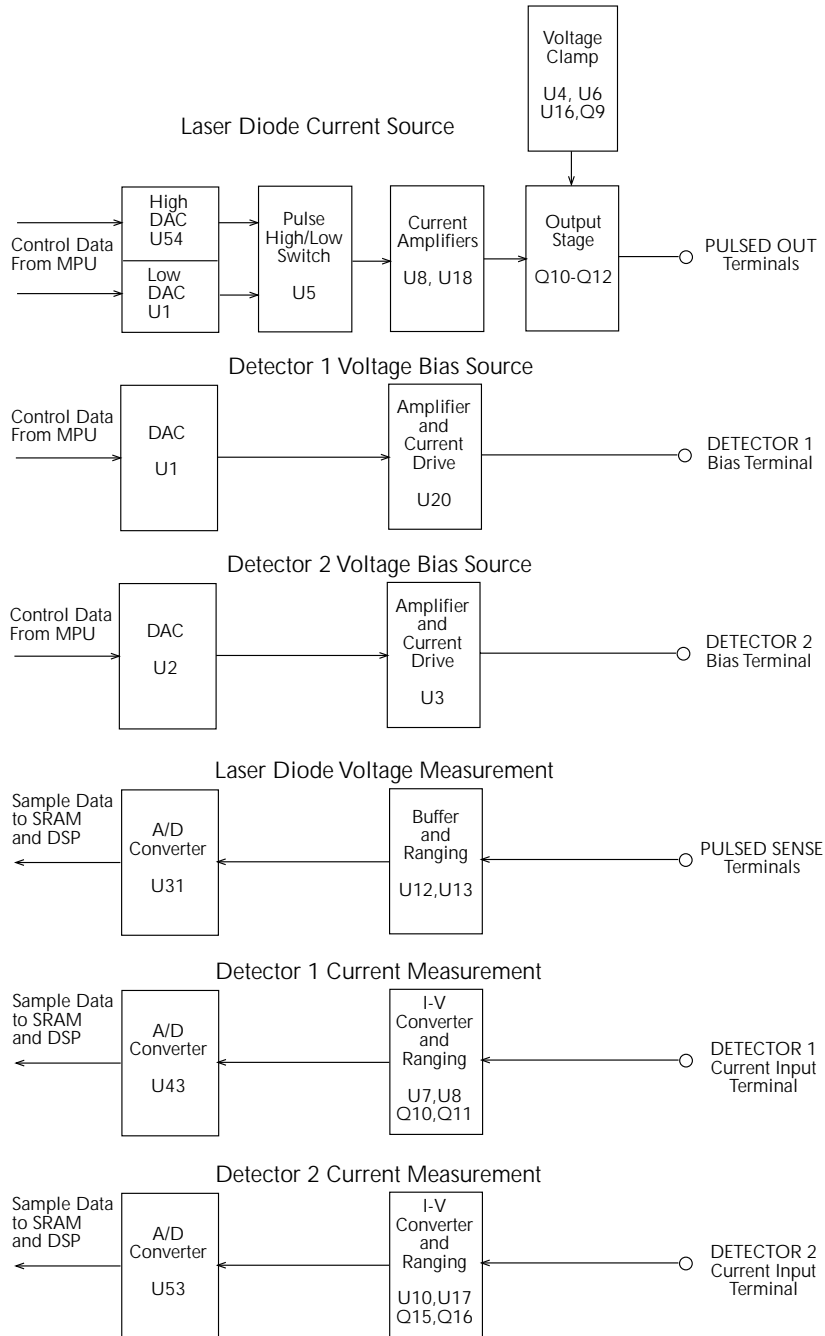 Voltage
Clamp
U4, U6
U16,Q9
Laser Diode Current Source
Control Data
From MPU
High
DAC
U54
Low
DAC
U1
Pulse
High/Low
Switch
U5
Current
Amplifiers
U8, U18
Output
Stage
Q10-Q12
PULSED OUT
Terminals
Detector 1 Voltage Bias Source
Control Data
From MPU
DAC
U1
Amplifier
and
Current
Drive
U20
DETECTOR 1
Bias Terminal
Detector 2 Voltage Bias Source
Control Data
From MPU
DAC
U2
Amplifier
and
Current
Drive
U3
DETECTOR 2
Bias Terminal
Laser Diode Voltage Measurement
Sample Data
to SRAM
and DSP
A/D
Converter
U31
Buffer
and
Ranging
U12,U13
PULSED SENSE
Terminals
Detector 1 Current Measurement
Sample Data
to SRAM
and DSP
A/D
Converter
U43
I-V
Converter
and
Ranging
U7,U8
Q10,Q11
DETECTOR 1
Current Input
Terminal
Detector 2 Current Measurement
Sample Data
to SRAM
and DSP
A/D
Converter
U53
I-V
Converter
and
Ranging
U10,U17
Q15,Q16
DETECTOR 2
Current Input
Terminal